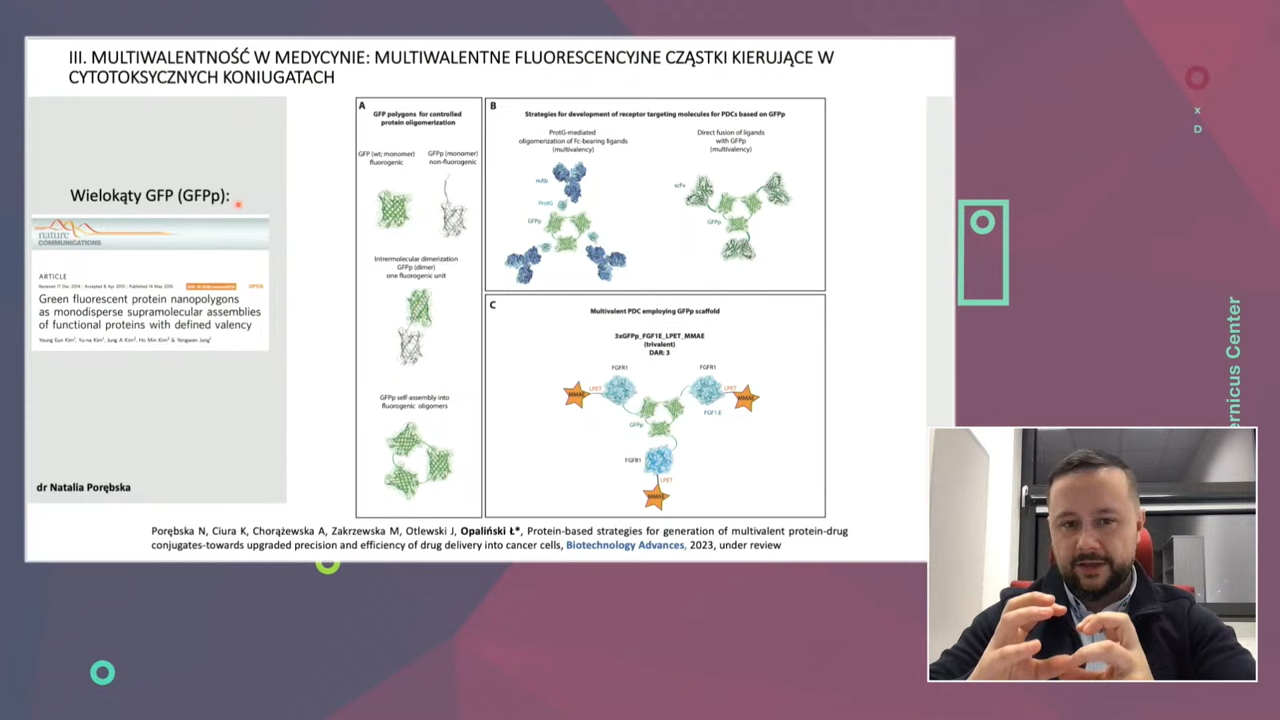 III. MULTIWALENTNOŚĆ W MEDYCYNIE: MULTIWALENTNE FLUORESCENCYJNE CZĄSTKI KIERUJĄCE W
CYTOTOKSYCZNYCH KONIUGATACH
x
D
Wielokąty GFP (GFPp):
nature
COMMUNICATIONS
ARTICLE
OPEN
Green fluorescent protein nanopolygons
as monodisperse supramolecular assemblies
of functional proteins with defined valency
dr Natalia Porębska
A
GFP polygons for controlled
protein oligomerization
GFP (wt; monomer)
fluorogenic
GFPp (monomer)
non-fluorogenic
Intrermolecular dimerization
GFPp (dimer)
one fluorogenic unit
GFPp self-assembly into
fluorogenic oligomers
B
Strategies for development of receptor targeting molecules for PDCs based on GFPp
ProtG-mediated
oligomerization of Fc-bearing ligands
(multivalency)
mAb
ProtG
GFPp
Direct fusion of ligands
with GFPp
(multivalency)
scFv
GFPp
C
Multivalent PDC employing GFPp scaffold
3xGFPp_FGF1E_LPET_MMAE
(trivalent)
DAR: 3
FGFR1
FGFR1
MMAE
LPET
LPET
MMAE
FGF1.E
GFPp
FGFR1
LPET
MMAE
Porębska N, Ciura K, Chorążewska A, Zakrzewska M, Otlewski J, Opaliński Ł*, Protein-based strategies for generation of multivalent protein-drug
conjugates-towards upgraded precision and efficiency of drug delivery into cancer cells, Biotechnology Advances, 2023, under review
ernicus Center